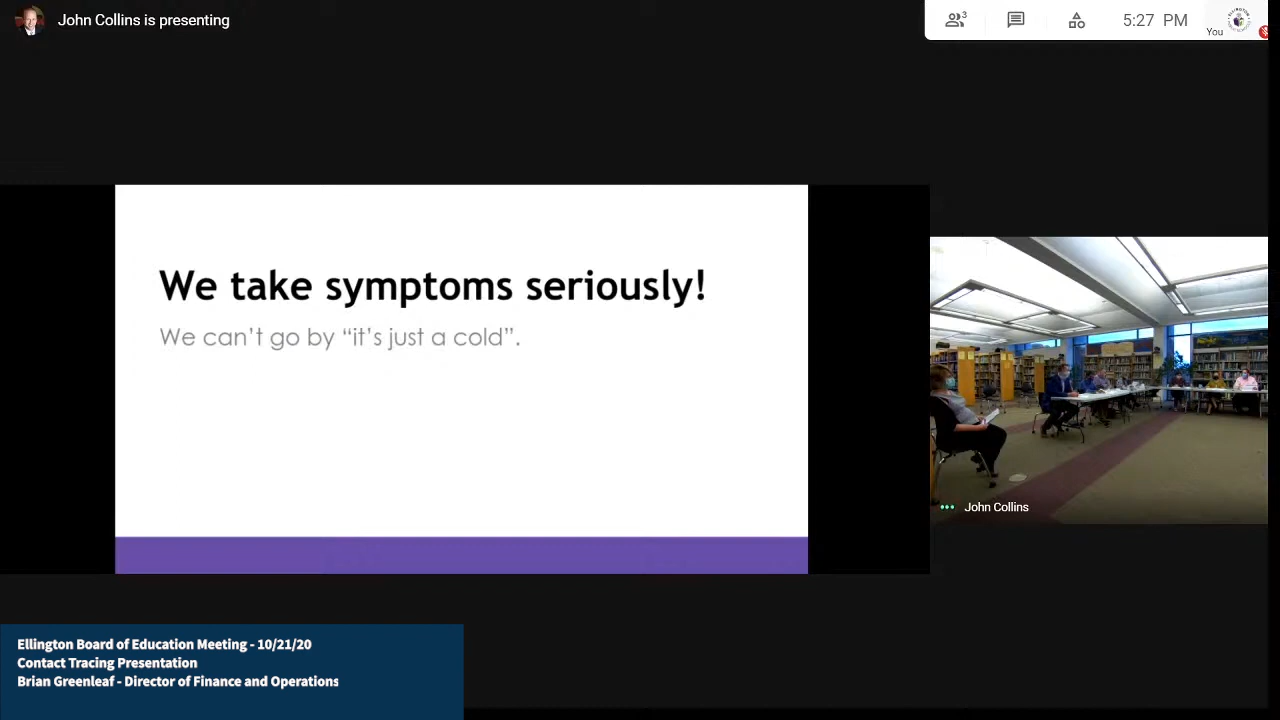 John Collins is presenting
3
5:27 PM
You
We take symptoms seriously!
We can't go by “it's just a cold”.
John Collins
Ellington Board of Education Meeting - 10/21/20
Contact Tracing Presentation
Brian Greenleaf - Director of Finance and Operations